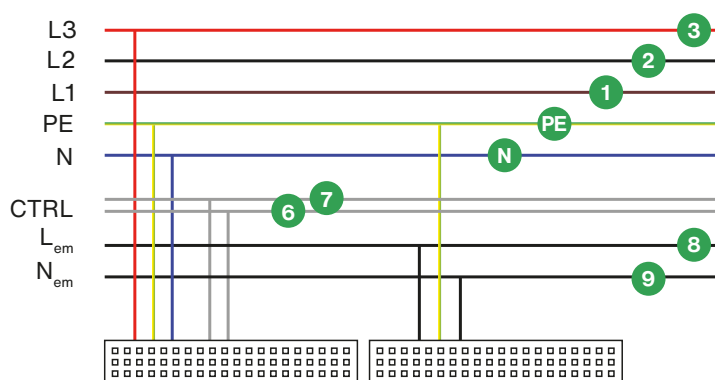 L3 3
L2 2
L1 1
PE PE
N N
7
CTRL 6
Lem 8
Nem 9